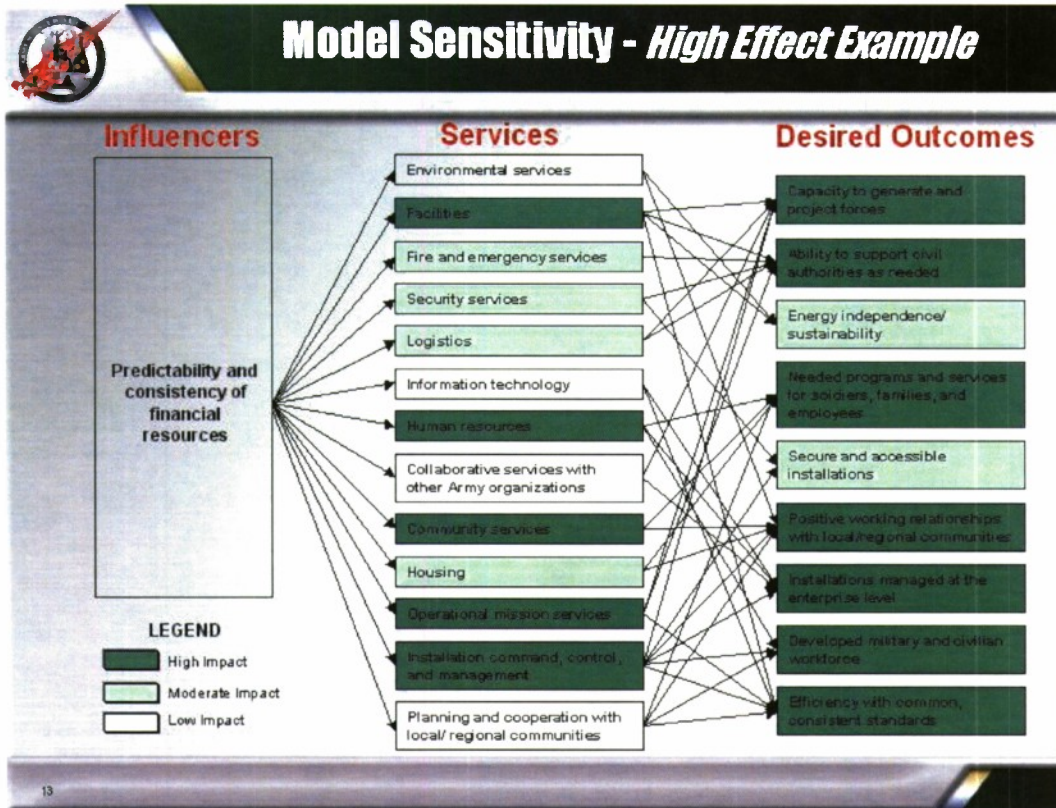 Model Sensitivity - High Effect Example
Influencers
Predictability and
consistency of
financial
resources
LEGEND
High Impact
Moderate Impact
Low Impact
Services
Environmental services
Facilities
Fire and emergency services
Security services
Logistics
Information technology
Human resources
Collaborative services with
other Army organizations
Community services
Housing
Operational mission services
Installation command, control,
and management
Planning and cooperation with
local/ regional communities
Desired Outcomes
Capacity to generate and
project forces
Ability to support civil
authorities as needed
Energy independence/
sustainability
Needed programs and services
for soldiers, families, and
employees
Secure and accessible
installations
Positive working relationships
with local/regional communities
Installations managed at the
enterprise level
Developed military and civilian
workforce
Efficiency with common,
consistent standards
13